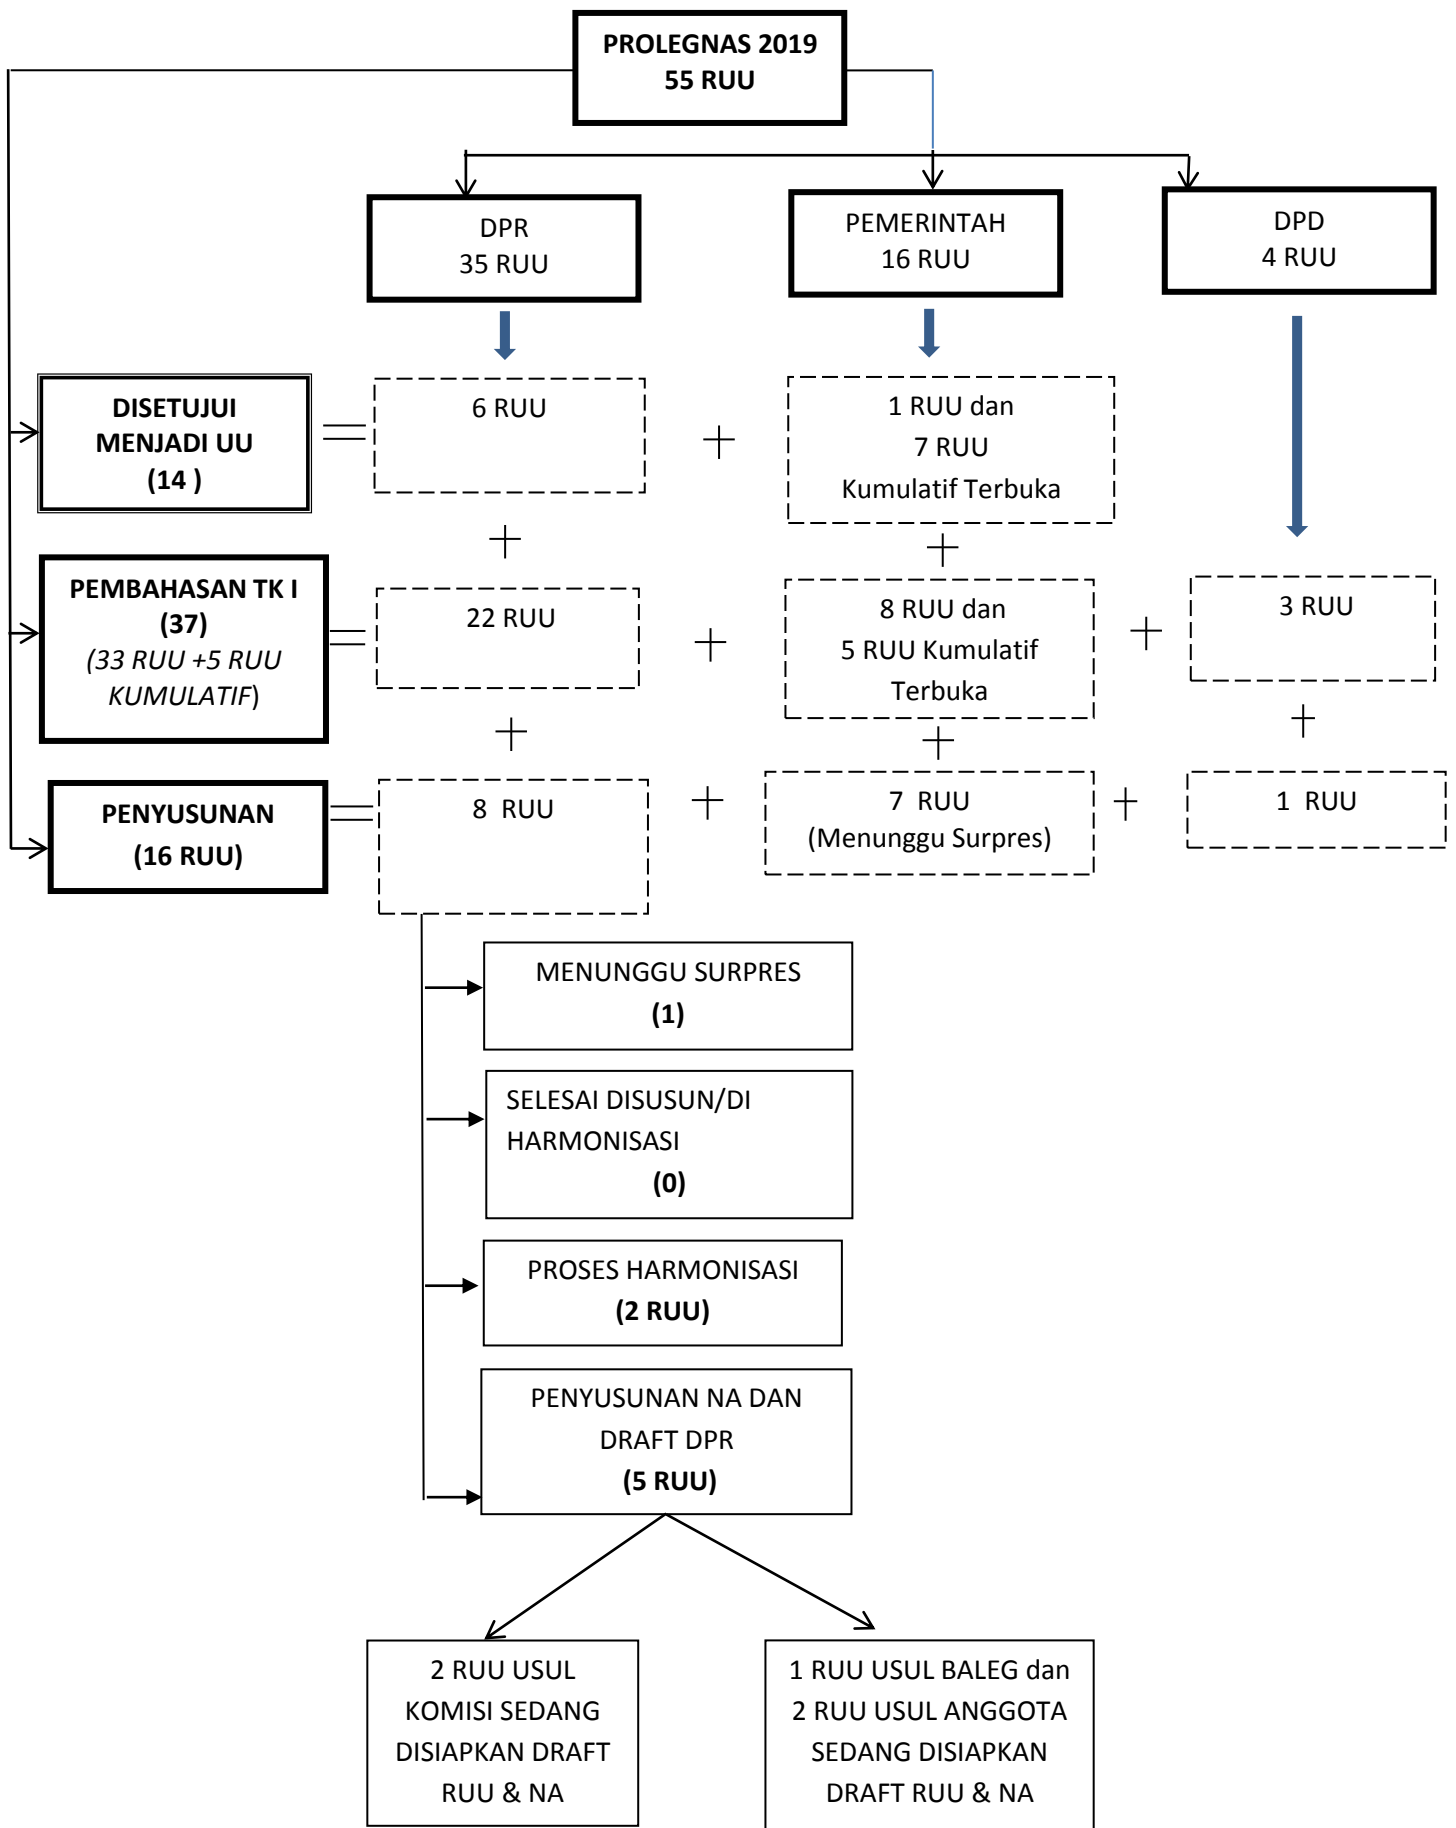 PROLEGNAS 2019
55 RUU
DPR
35 RUU
PEMERINTAH
16 RUU
DPD
4 RUU
DISETUJUI
MENJADI UU
(14 )
6 RUU
1 RUU dan
7 RUU
Kumulatif Terbuka
PEMBAHASAN TK I
(37)
(33 RUU +5 RUU
KUMULATIF)
22 RUU
8 RUU dan
5 RUU Kumulatif
Terbuka
3 RUU
PENYUSUNAN
(16 RUU)
8 RUU
7 RUU
(Menunggu Surpres)
1 RUU
MENUNGGU SURPRES
(1)
SELESAI DISUSUN/DI
HARMONISASI
(0)
PROSES HARMONISASI
(2 RUU)
PENYUSUNAN NA DAN
DRAFT DPR
(5 RUU)
2 RUU USUL
KOMISI SEDANG
DISIAPKAN DRAFT
RUU & NA
1 RUU USUL BALEG dan
2 RUU USUL ANGGOTA
SEDANG DISIAPKAN
DRAFT RUU & NA